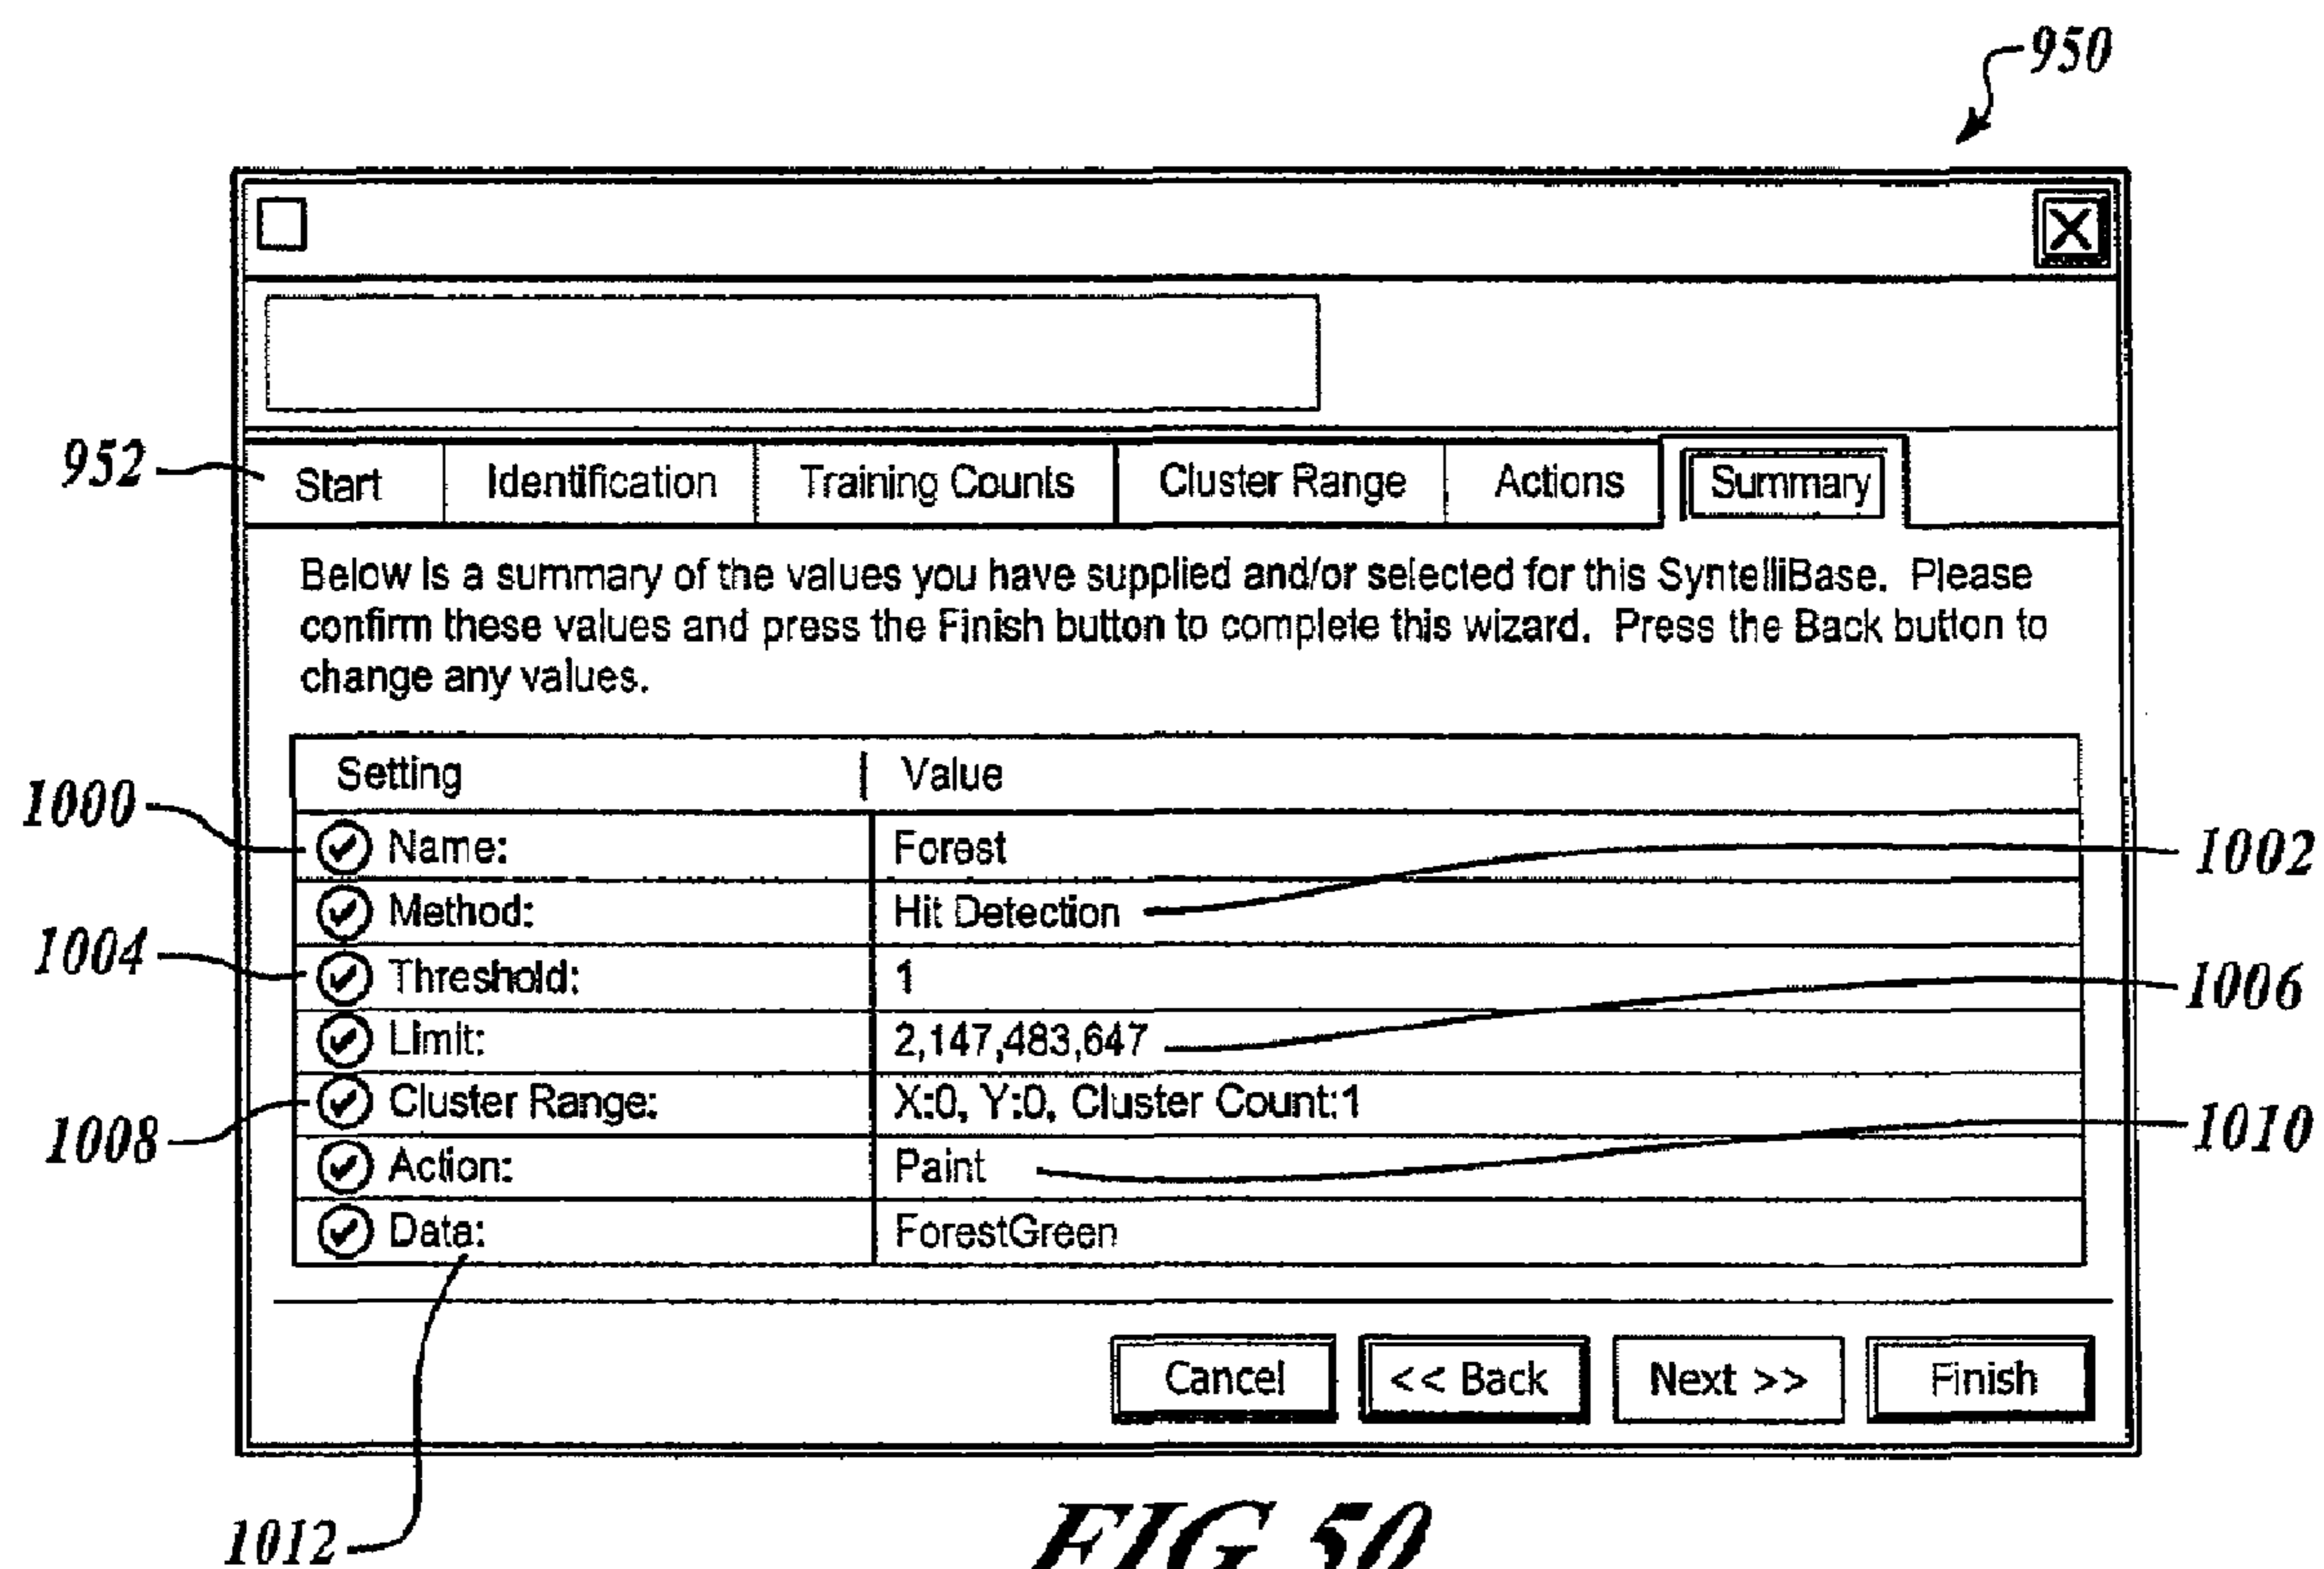 950
952
Start Identification Training Counts Cluster Range Actions Summary
Below is a summary of the values you have supplied and/or selected for this SyntelliBase. Please
confirm these values and press the Finish button to complete this wizard. Press the Back button to
change any values.
Setting | Value
1000
Name: Forest
1002
Method: Hit Detection
1004
Threshold: 1
1006
Limit: 2,147,483,647
Cluster Range: X:0, Y:0, Cluster Count:1
1008
1010
Action: Paint
Data: ForestGreen
Cancel << Back Next >> Finish
1012
FIG 50